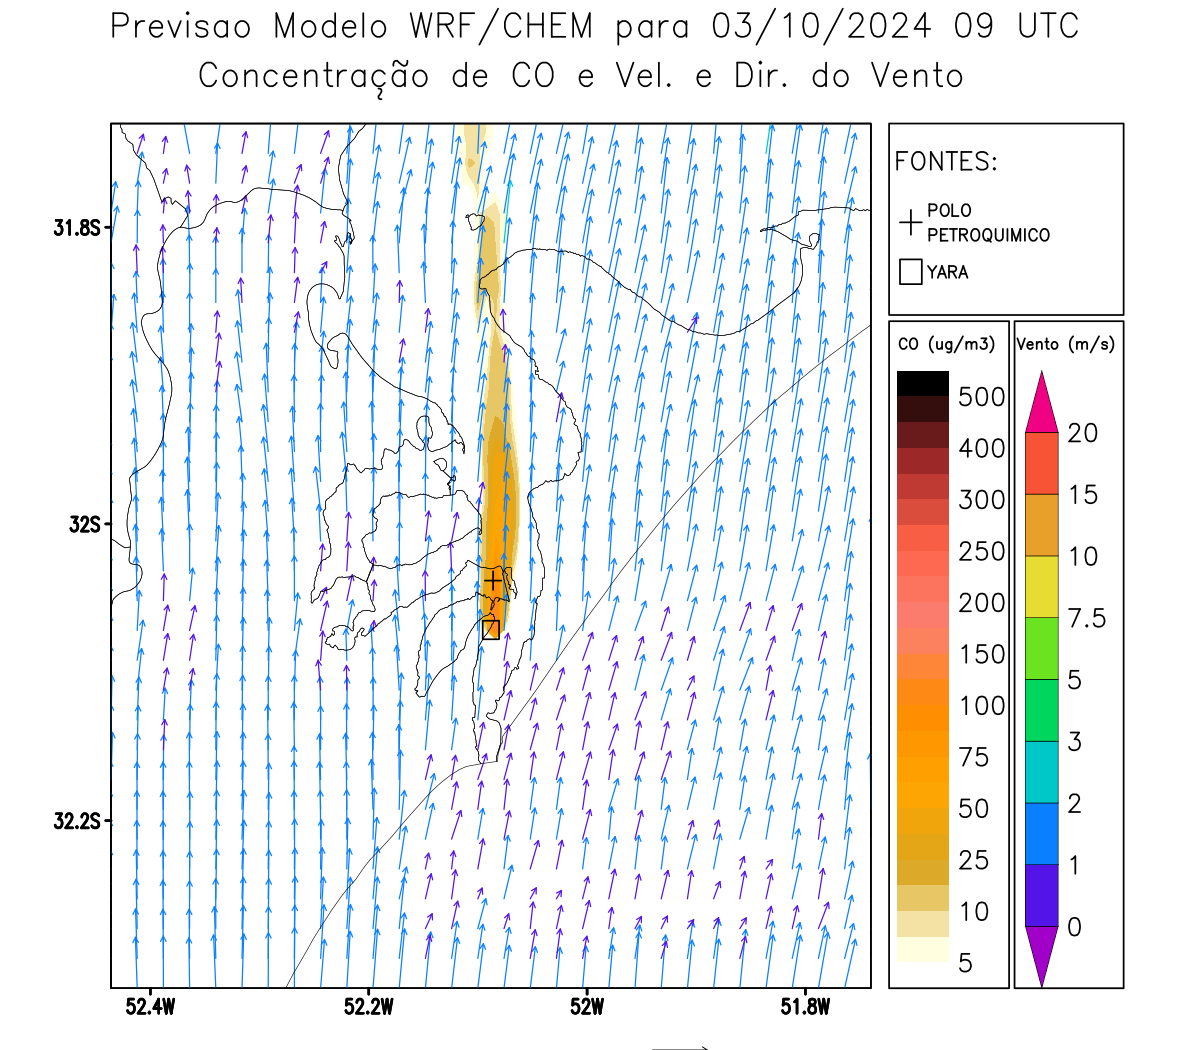 Previsao Modelo WRF/CHEM para 03/10/2024 09 UTC
Concentração de CO e Vel. e Dir. do Vento
FONTES:
POLO
PETROQUIMICO
YARA
31.8S
32S
32.2S
52.4W
52.2W
52W
51.8W
CO (ug/m3)
500
400
300
250
200
150
100
75
50
25
10
5
Vento (m/s)
20
15
10
7.5
5
3
2
1
0